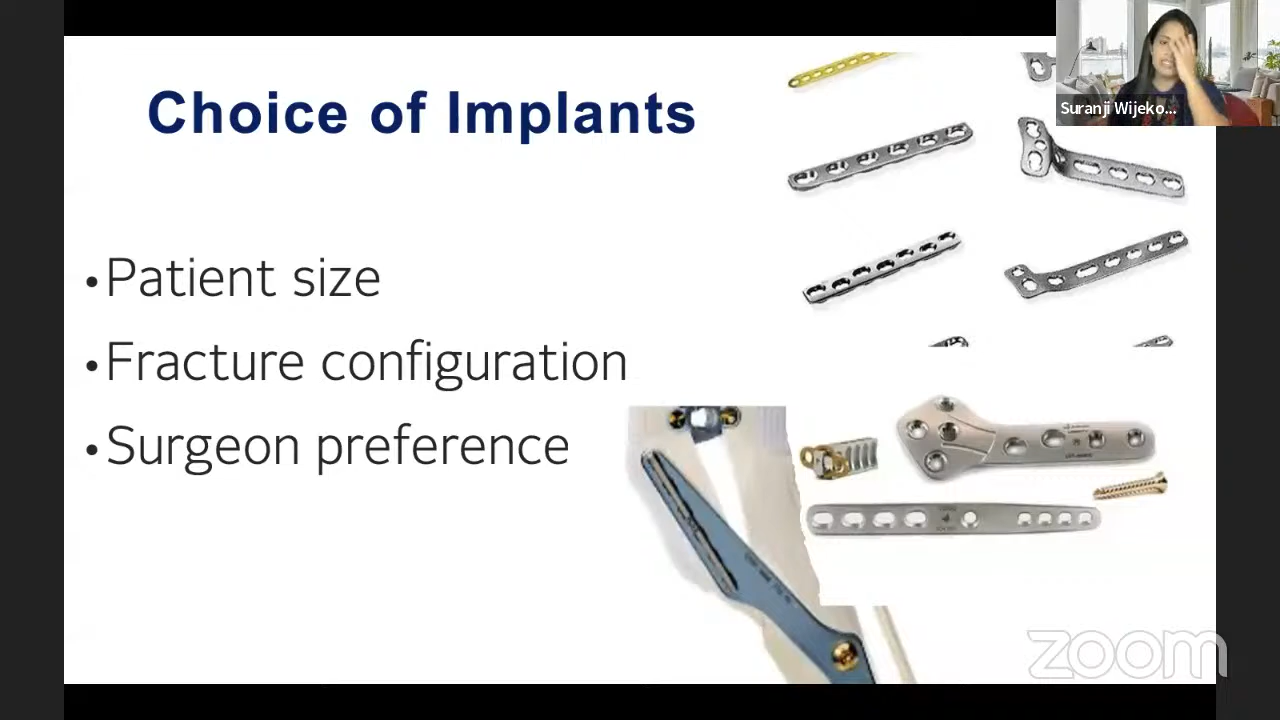 Choice of Implants
Suranji Wijeko...
•Patient size
•Fracture configuration
•Surgeon preference
zoom